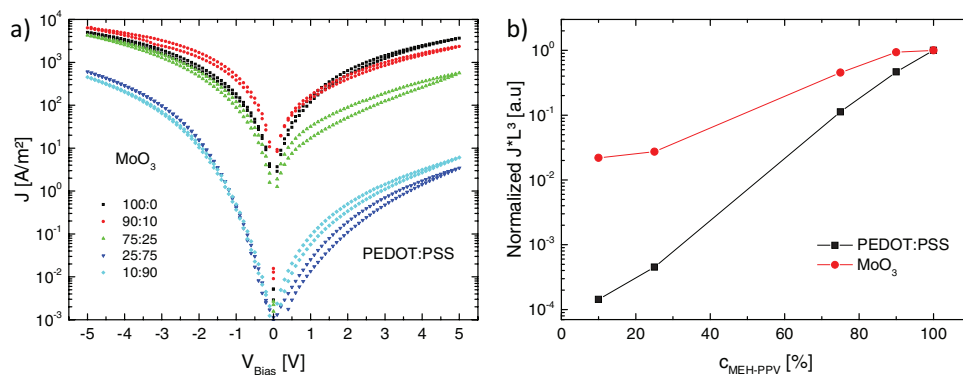 a)
J [A/m²]
10⁴
10³
10²
10¹
10⁰
10⁻¹
10⁻²
10⁻³
MoO₃
100:0
90:10
75:25
25:75
10:90
PEDOT:PSS
-5 -4 -3 -2 -1 0 1 2 3 4 5
V_Bias [V]
b)
Normalized J*L³ [a.u]
10⁰
10⁻¹
10⁻²
10⁻³
10⁻⁴
PEDOT:PSS
MoO₃
0 20 40 60 80 100
c_MEH-PPV [%]